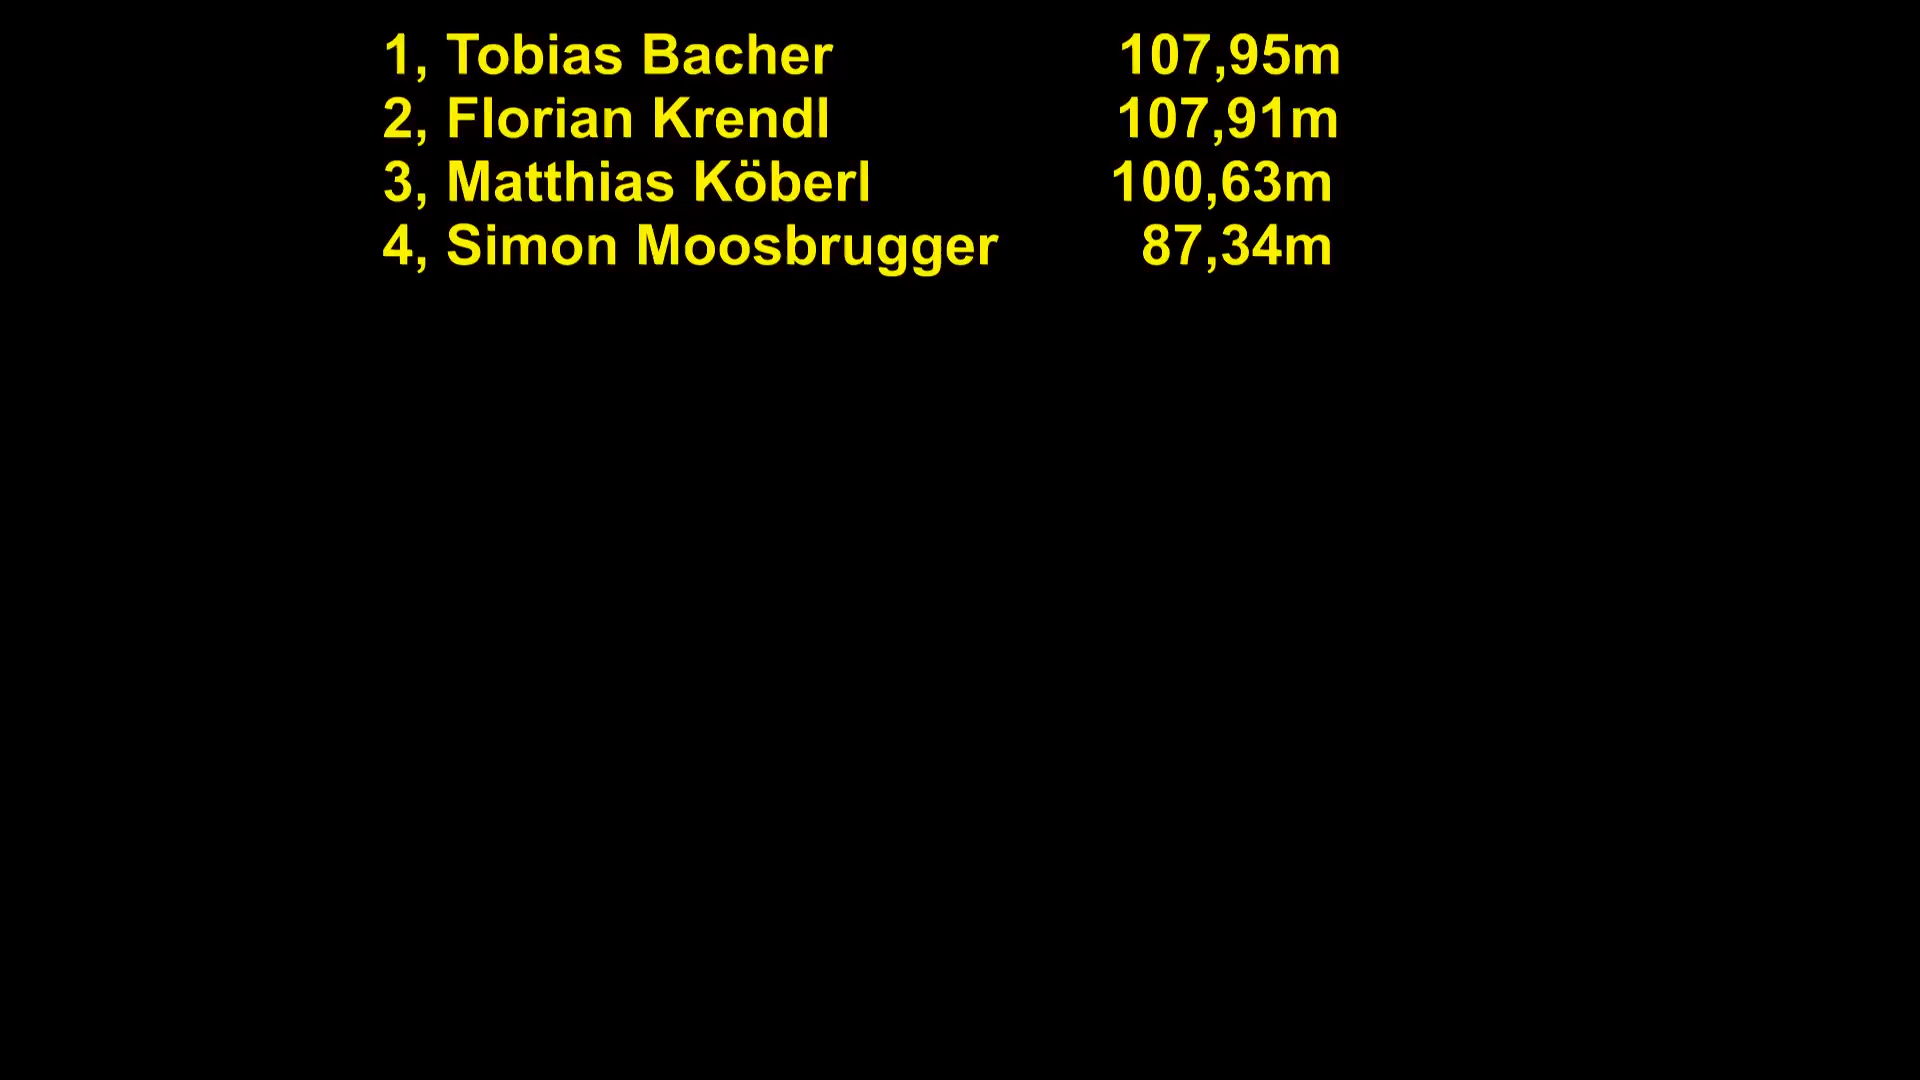 1, Tobias Bacher 107,95m
2, Florian Krendl 107,91m
3, Matthias Köberl 100,63m
4, Simon Moosbrugger 87,34m